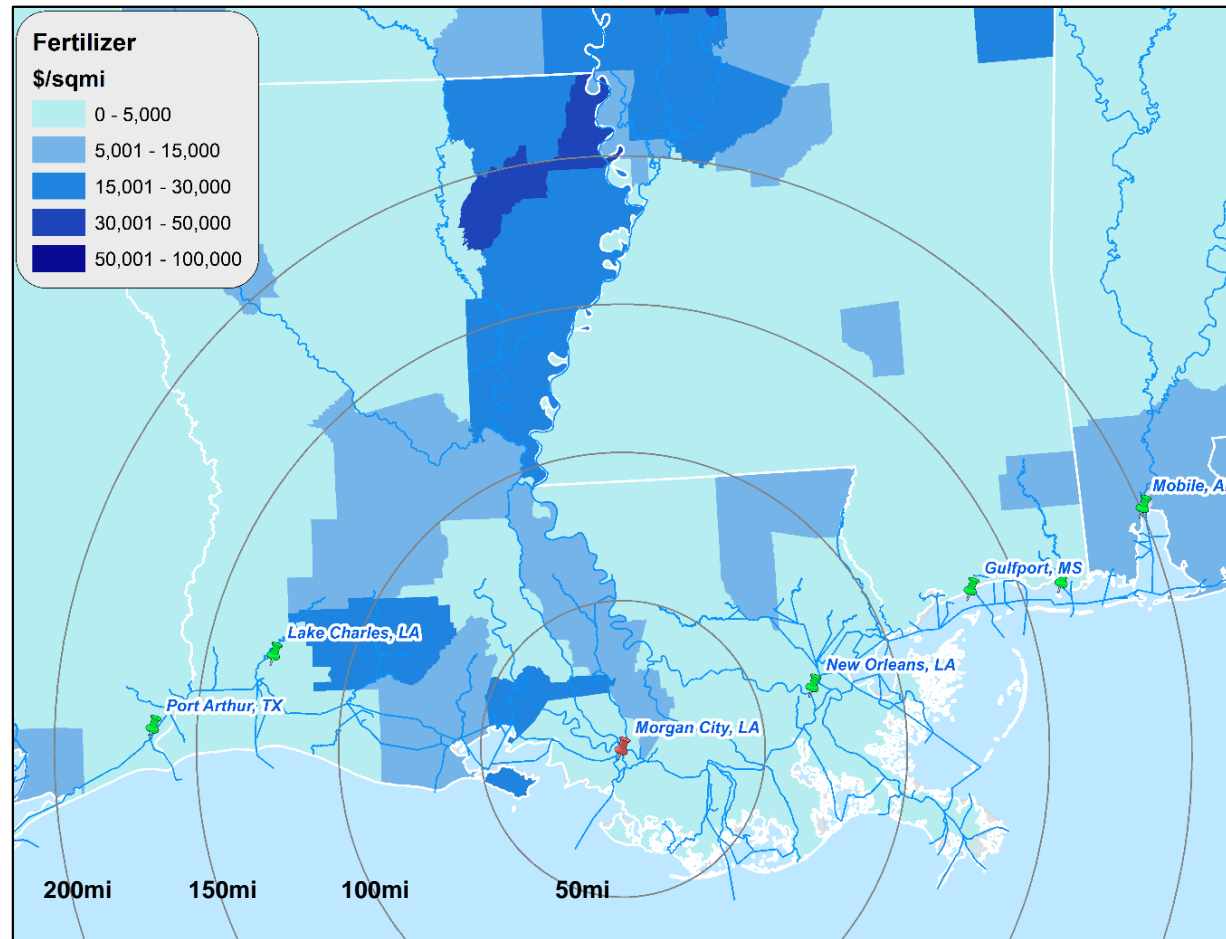 Fertilizer
$/sqmi
0 - 5,000
5,001 - 15,000
15,001 - 30,000
30,001 - 50,000
50,001 - 100,000
Mobile, A
Gulfport, MS
Lake Charles, LA
New Orleans, LA
Port Arthur, TX
Morgan City, LA
200mi
150mi
100mi
50mi